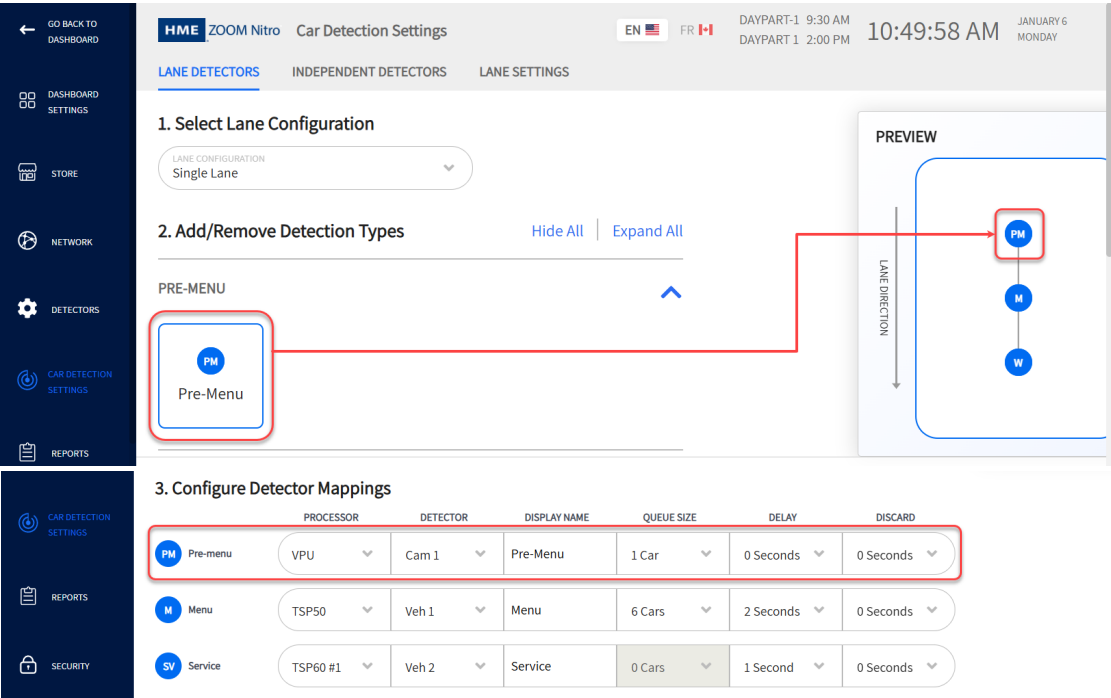 GO BACK TO
DASHBOARD
DASHBOARD
SETTINGS
STORE
NETWORK
DETECTORS
CAR DETECTION
SETTINGS
REPORTS
HME ZOOM Nitro Car Detection Settings
EN FR
DAYPART-1 9:30 AM
DAYPART 1 2:00 PM
10:49:58 AM
JANUARY 6
MONDAY
LANE DETECTORS INDEPENDENT DETECTORS LANE SETTINGS
1. Select Lane Configuration
LANE CONFIGURATION
Single Lane
2. Add/Remove Detection Types Hide All Expand All
PRE-MENU
PM
Pre-Menu
PREVIEW
LANE DIRECTION
PM
M
W
CAR DETECTION
SETTINGS
REPORTS
SECURITY
3. Configure Detector Mappings
PROCESSOR DETECTOR DISPLAY NAME QUEUE SIZE DELAY DISCARD
PM Pre-menu VPU Cam 1 Pre-Menu 1 Car 0 Seconds 0 Seconds
M Menu TSP50 Veh 1 Menu 6 Cars 2 Seconds 0 Seconds
SV Service TSP60 #1 Veh 2 Service 0 Cars 1 Second 0 Seconds